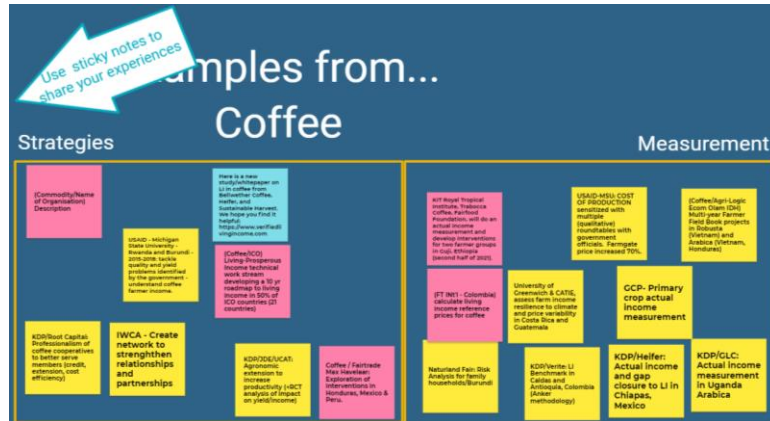 Use sticky notes to
share your experiences
amples from...
Coffee
Strategies
Measurement
(Commodity/Name
of Organisation)
Description
USAID - Michigan
State University -
Rwanda and Burundi -
2015-2018: tackle
quality and yield
problems identified
by the government -
understand coffee
farmer income.
Here is a new
study/whitepaper on
LI in coffee from
Bellwether Coffee,
Heifer, and
Sustainable Harvest.
We hope you find it
helpful:
https://www.verifiedli
vingincome.com
(Coffee/ICO)
Living-Prosperous
Income technical
work stream
developing a 10 yr
roadmap to living
income in 50% of
ICO countries (21
countries)
KDP/Root Capital:
Professionalism of
coffee cooperatives
to better serve
members (credit,
extension, cost
efficiency)
IWCA - Create
network to
strenghten
relationships
and
partnerships
KDP/JDE/UCAT:
Agronomic
extension to
increase
productivity (+RCT
analysis of impact
on yield/income)
Coffee / Fairtrade
Max Havelaar:
Exploration of
interventions in
Honduras, Mexico &
Peru.
KIT Royal Tropical
Institute, Trabocca
Coffee, Fairfood
Foundation, will do an
actual income
measurement and
develop interventions
for two farmer groups
in Guji, Ethiopia
(second half of 2021).
USAID-MSU: COST
OF PRODUCTION
sensitized with
multiple
(qualitative)
roundtables with
government
officials. Farmgate
price increased 70%.
(Coffee/Agri-Logic
Ecom Olam IDH)
Multi-year Farmer
Field Book projects
in Robusta
(Vietnam) and
Arabica (Vietnam,
Honduras)
(FT INt'l - Colombia)
calculate living
income reference
prices for coffee
University of
Greenwich & CATIE,
assess farm income
resilience to climate
and price variability
in Costa Rica and
Guatemala
GCP- Primary
crop actual
income
measurement
Naturland Fair: Risk
Analysis for family
households/Burundi
KDP/Verite: LI
Benchmark in
Caldas and
Antioquia, Colombia
(Anker
methodology)
KDP/Heifer: Actual
income and gap
closure to LI in
Chiapas,
Mexico
KDP/GLC:
Actual income
measurement
in Uganda
Arabica